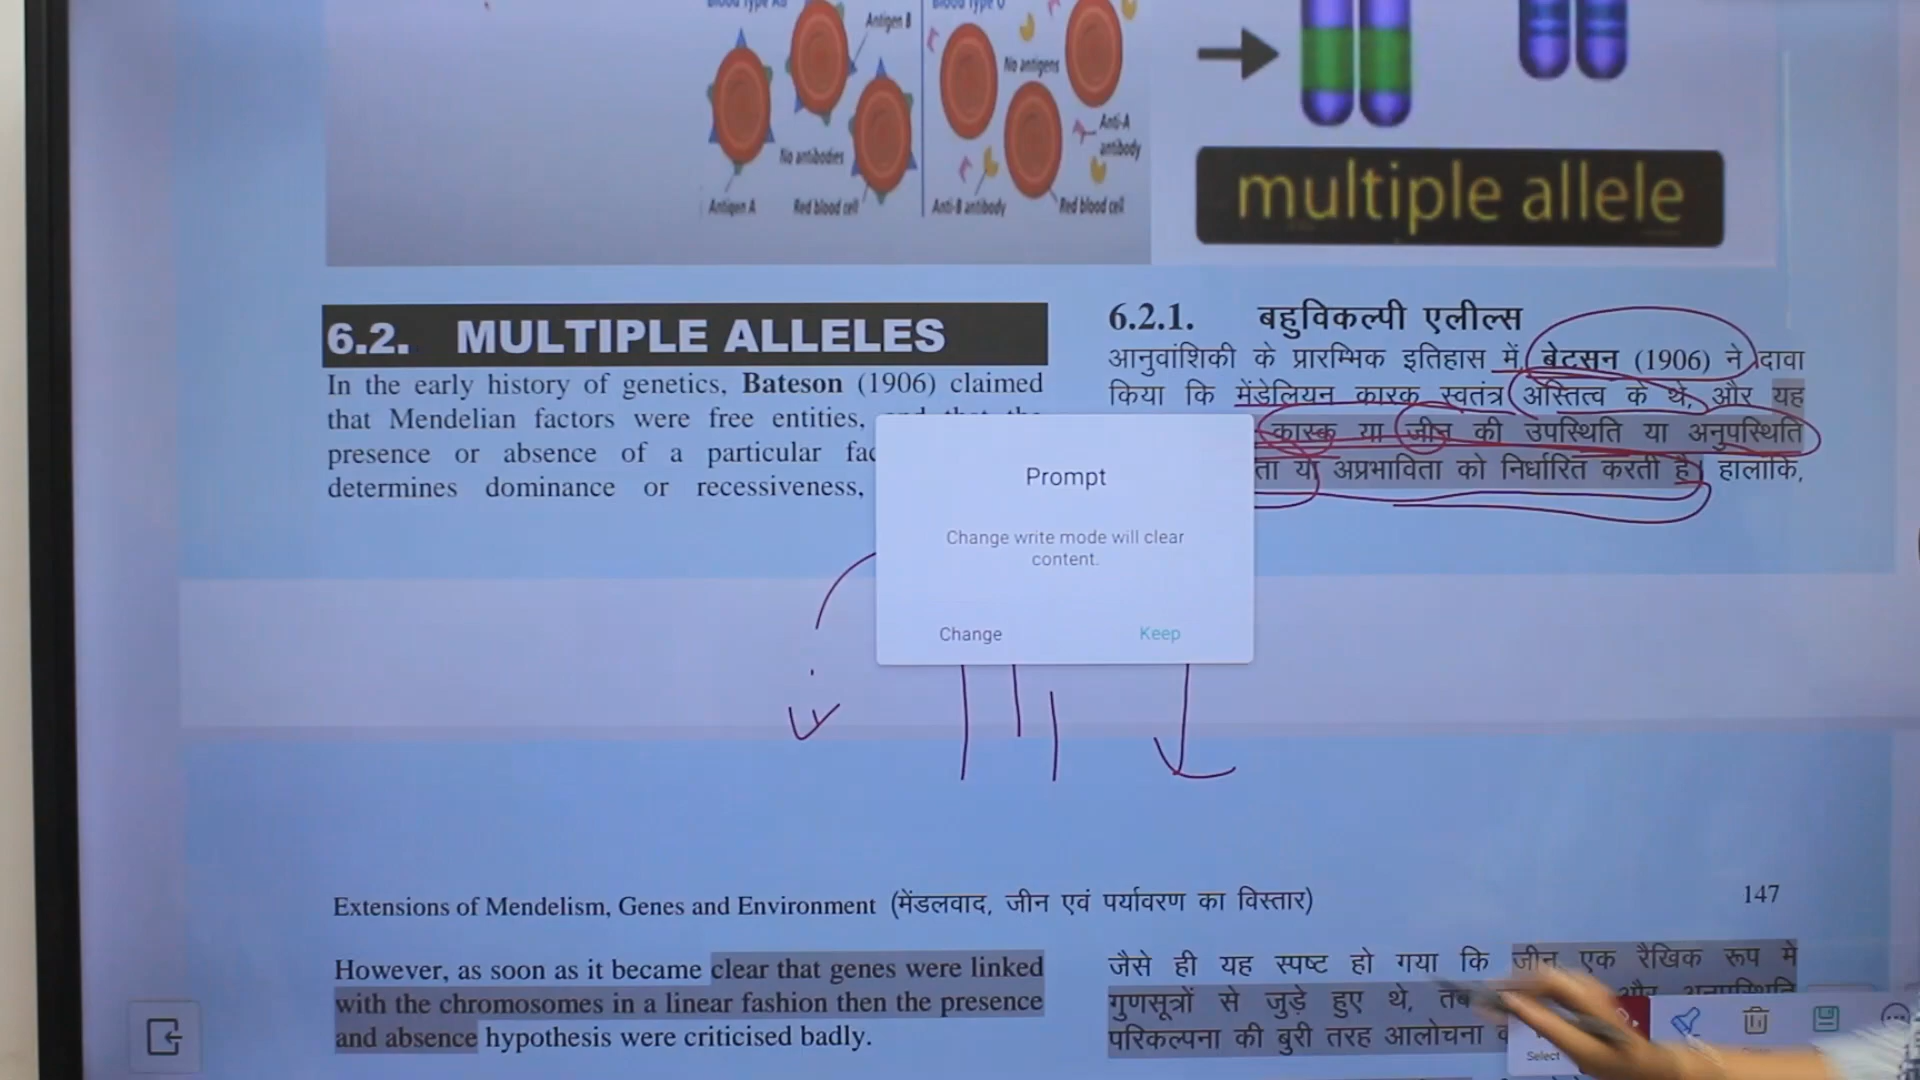 Antigen B
No antigens
Anti-A
antibody
No antibodies
Antigen A
Red blood cell
Anti-B antibody
Red blood cell
multiple allele
6.2. MULTIPLE ALLELES
In the early history of genetics, Bateson (1906) claimed
that Mendelian factors were free entities,
presence or absence of a particular
determines dominance or recessiveness,
6.2.1. बहुविकल्पी एलील्स
आनुवांशिकी के प्रारम्भिक इतिहास में, बेटसन (1906) ने दावा
किया कि मेंडेलियन कारक स्वतंत्र अस्तित्व के थे, और यह
कारक या जीन की उपस्थिति या अनुपस्थिति
या अप्रभाविता को निर्धारित करती है। हालांकि,
Prompt
Change write mode will clear
content.
Change
Keep
Extensions of Mendelism, Genes and Environment (मेंडलवाद, जीन एवं पर्यावरण का विस्तार)
147
However, as soon as it became clear that genes were linked
with the chromosomes in a linear fashion then the presence
and absence hypothesis were criticised badly.
जैसे ही यह स्पष्ट हो गया कि जीन एक रैखिक रूप में
गुणसूत्रों से जुड़े हुए थे, तब और अनुपस्थिति
परिकल्पना की बुरी तरह आलोचना
Select